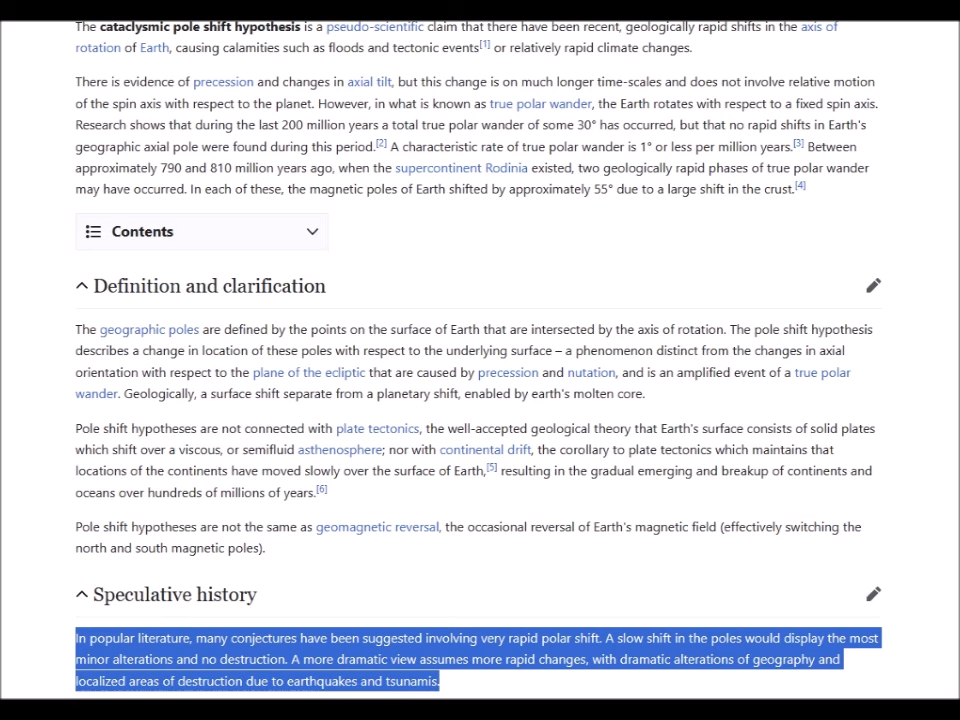 The cataclysmic pole shift hypothesis is a pseudo-scientific claim that there have been recent, geologically rapid shifts in the axis of
rotation of Earth, causing calamities such as floods and tectonic events[1] or relatively rapid climate changes.
There is evidence of precession and changes in axial tilt, but this change is on much longer time-scales and does not involve relative motion
of the spin axis with respect to the planet. However, in what is known as true polar wander, the Earth rotates with respect to a fixed spin axis.
Research shows that during the last 200 million years a total true polar wander of some 30° has occurred, but that no rapid shifts in Earth's
geographic axial pole were found during this period.[2] A characteristic rate of true polar wander is 1° or less per million years.[3] Between
approximately 790 and 810 million years ago, when the supercontinent Rodinia existed, two geologically rapid phases of true polar wander
may have occurred. In each of these, the magnetic poles of Earth shifted by approximately 55° due to a large shift in the crust.[4]
Contents
Definition and clarification
The geographic poles are defined by the points on the surface of Earth that are intersected by the axis of rotation. The pole shift hypothesis
describes a change in location of these poles with respect to the underlying surface – a phenomenon distinct from the changes in axial
orientation with respect to the plane of the ecliptic that are caused by precession and nutation, and is an amplified event of a true polar
wander. Geologically, a surface shift separate from a planetary shift, enabled by earth's molten core.
Pole shift hypotheses are not connected with plate tectonics, the well-accepted geological theory that Earth's surface consists of solid plates
which shift over a viscous, or semifluid asthenosphere; nor with continental drift, the corollary to plate tectonics which maintains that
locations of the continents have moved slowly over the surface of Earth,[5] resulting in the gradual emerging and breakup of continents and
oceans over hundreds of millions of years.[6]
Pole shift hypotheses are not the same as geomagnetic reversal, the occasional reversal of Earth's magnetic field (effectively switching the
north and south magnetic poles).
Speculative history
In popular literature, many conjectures have been suggested involving very rapid polar shift. A slow shift in the poles would display the most
minor alterations and no destruction. A more dramatic view assumes more rapid changes, with dramatic alterations of geography and
localized areas of destruction due to earthquakes and tsunamis.